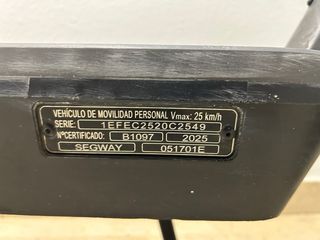 VEHÍCULO DE MOVILIDAD PERSONAL Vmax: 25 km/h
SERIE: 1EFEC2520C2549
NºCERTIFICADO: B1097 2025
SEGWAY 051701E